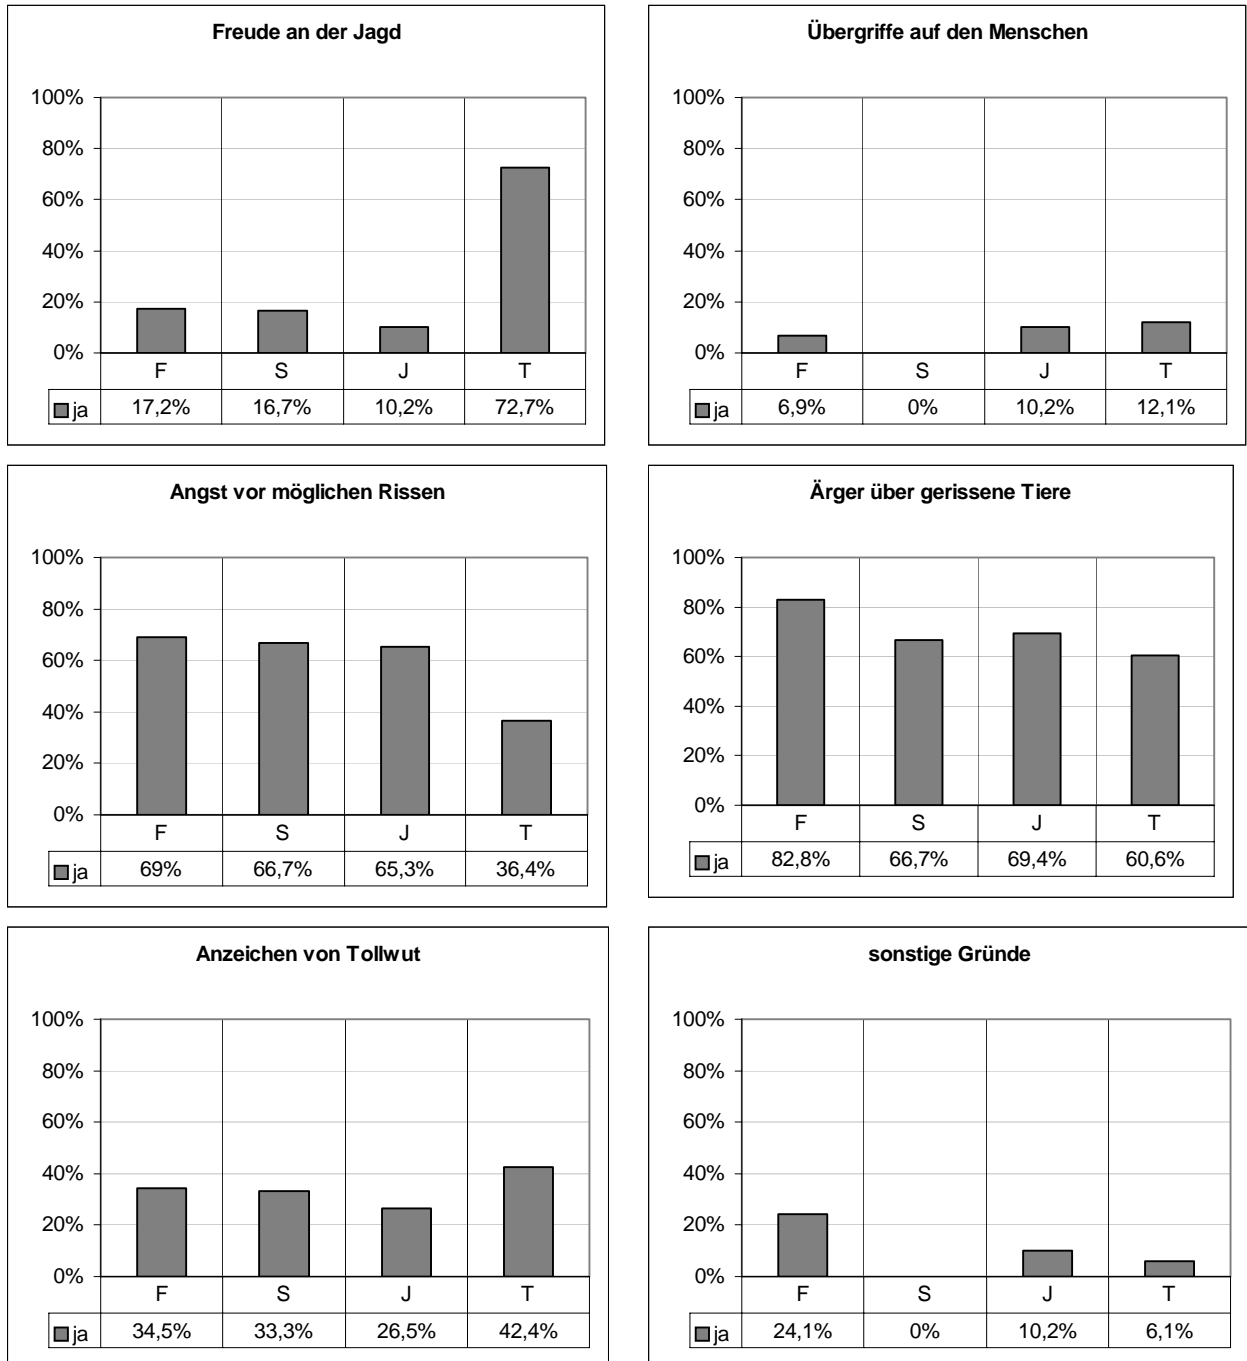 Freude an der Jagd
100%
80%
60%
40%
20%
0%
F S J T
ja 17,2% 16,7% 10,2% 72,7%
Übergriffe auf den Menschen
100%
80%
60%
40%
20%
0%
F S J T
ja 6,9% 0% 10,2% 12,1%
Angst vor möglichen Rissen
100%
80%
60%
40%
20%
0%
F S J T
ja 69% 66,7% 65,3% 36,4%
Ärger über gerissene Tiere
100%
80%
60%
40%
20%
0%
F S J T
ja 82,8% 66,7% 69,4% 60,6%
Anzeichen von Tollwut
100%
80%
60%
40%
20%
0%
F S J T
ja 34,5% 33,3% 26,5% 42,4%
sonstige Gründe
100%
80%
60%
40%
20%
0%
F S J T
ja 24,1% 0% 10,2% 6,1%